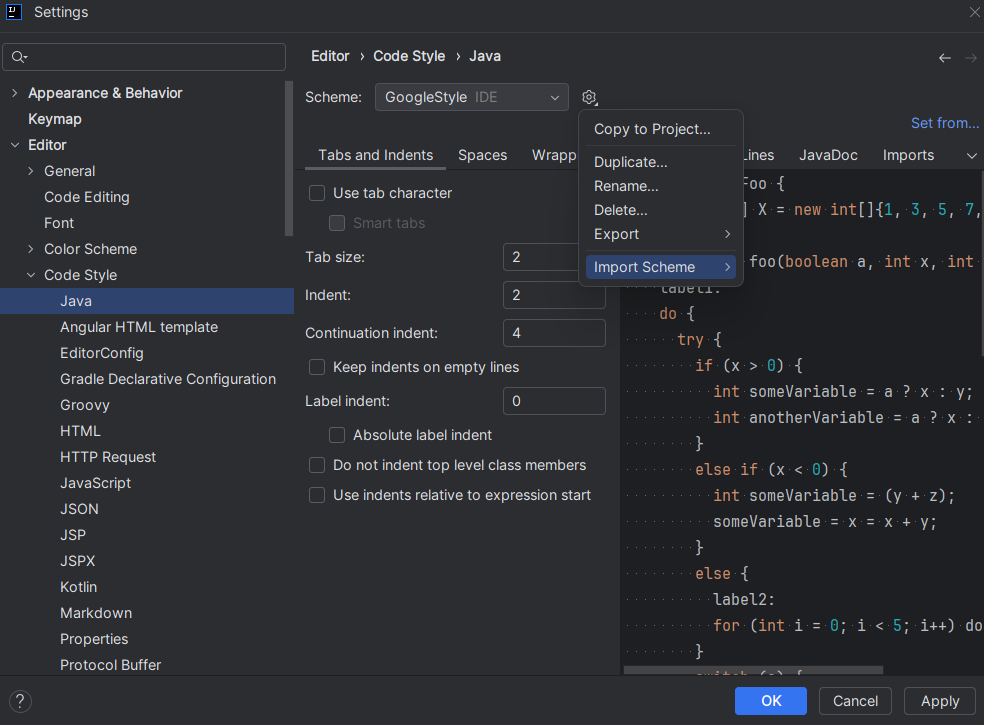 Settings
Appearance & Behavior
Keymap
Editor
General
Code Editing
Font
Color Scheme
Code Style
Java
Angular HTML template
EditorConfig
Gradle Declarative Configuration
Groovy
HTML
HTTP Request
JavaScript
JSON
JSP
JSPX
Kotlin
Markdown
Properties
Protocol Buffer
Editor › Code Style › Java
Scheme: GoogleStyle IDE
Set from...
Tabs and Indents Spaces Wrapp Lines JavaDoc Imports
Copy to Project...
Duplicate...
Rename...
Delete...
Export
Import Scheme
Use tab character
Smart tabs
Tab size: 2
Indent: 2
Continuation indent: 4
Keep indents on empty lines
Label indent: 0
Absolute label indent
Do not indent top level class members
Use indents relative to expression start
Foo {
] X = new int[]{1, 3, 5, 7,
foo(boolean a, int x, int
label1:
do {
try {
if (x > 0) {
int someVariable = a ? x : y;
int anotherVariable = a ? x :
}
else if (x < 0) {
int someVariable = (y + z);
someVariable = x = x + y;
}
else {
label2:
for (int i = 0; i < 5; i++) do
}
? OK Cancel Apply